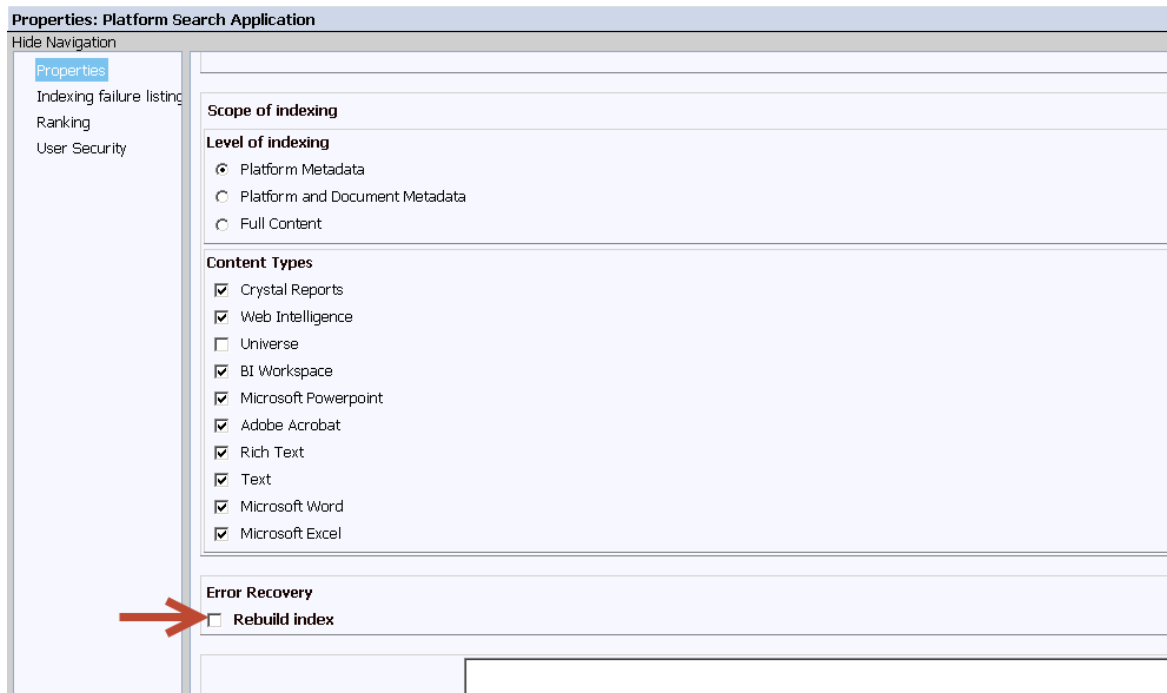 Properties: Platform Search Application
Hide Navigation
Properties
Indexing failure listing
Ranking
User Security
Scope of indexing
Level of indexing
Platform Metadata
Platform and Document Metadata
Full Content
Content Types
Crystal Reports
Web Intelligence
Universe
BI Workspace
Microsoft Powerpoint
Adobe Acrobat
Rich Text
Text
Microsoft Word
Microsoft Excel
Error Recovery
Rebuild index